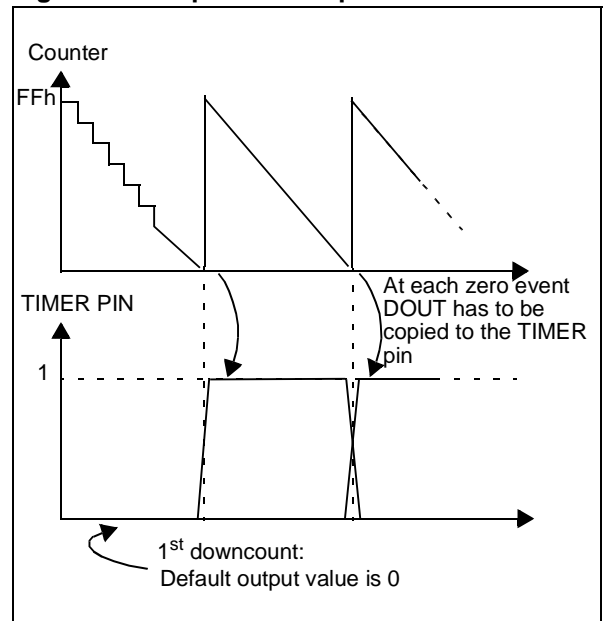 Counter
FFh
At each zero event
DOUT has to be
copied to the TIMER
pin
TIMER PIN
1
1st downcount:
Default output value is 0